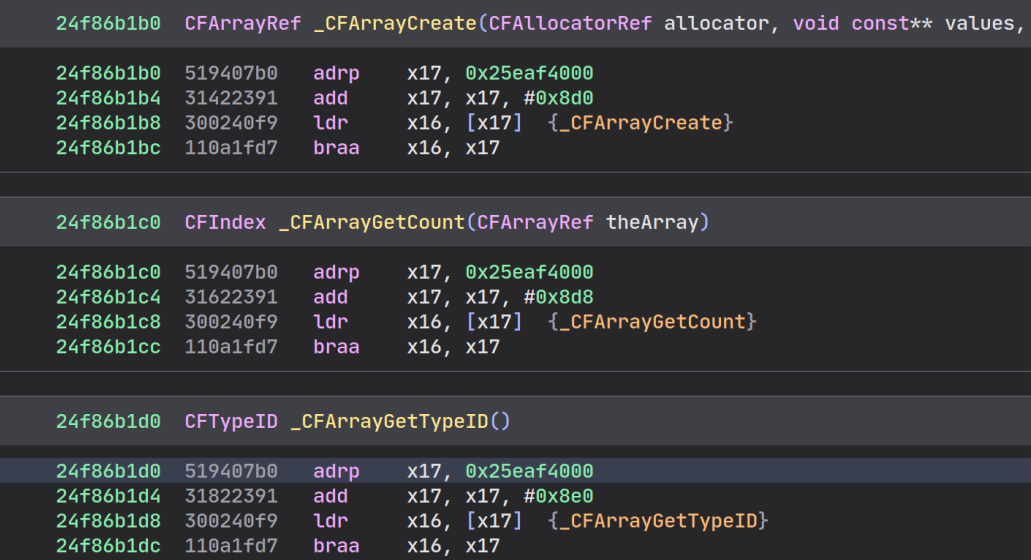 24f86b1b0 CFArrayRef _CFArrayCreate(CFAllocatorRef allocator, void const** values,
24f86b1b0 519407b0 adrp x17, 0x25eaf4000
24f86b1b4 31422391 add x17, x17, #0x8d0
24f86b1b8 300240f9 ldr x16, [x17] {_CFArrayCreate}
24f86b1bc 110a1fd7 braa x16, x17
24f86b1c0 CFIndex _CFArrayGetCount(CFArrayRef theArray)
24f86b1c0 519407b0 adrp x17, 0x25eaf4000
24f86b1c4 31622391 add x17, x17, #0x8d8
24f86b1c8 300240f9 ldr x16, [x17] {_CFArrayGetCount}
24f86b1cc 110a1fd7 braa x16, x17
24f86b1d0 CFTypeID _CFArrayGetTypeID()
24f86b1d0 519407b0 adrp x17, 0x25eaf4000
24f86b1d4 31822391 add x17, x17, #0x8e0
24f86b1d8 300240f9 ldr x16, [x17] {_CFArrayGetTypeID}
24f86b1dc 110a1fd7 braa x16, x17